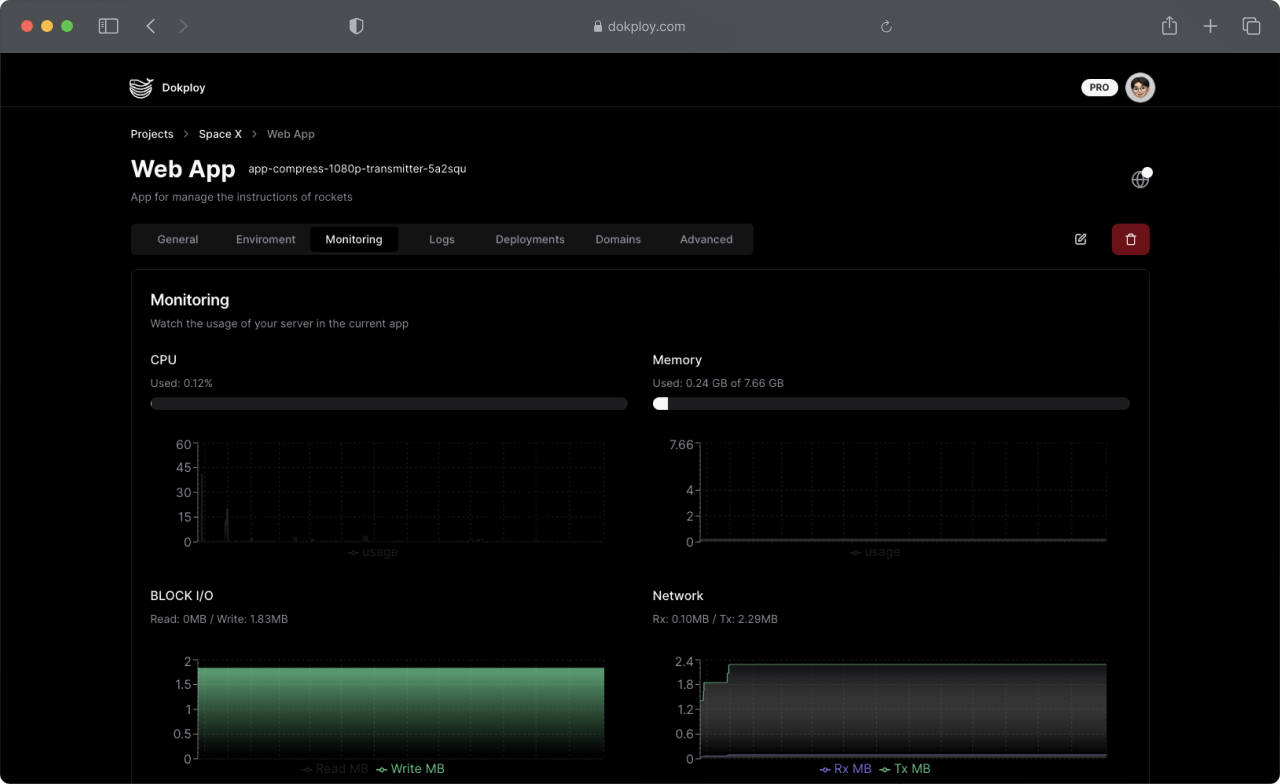 dokploy.com
Dokploy
PRO
Projects > Space X > Web App
Web App app-compress-1080p-transmitter-5a2squ
App for manage the instructions of rockets
General Enviroment Monitoring Logs Deployments Domains Advanced
Monitoring
Watch the usage of your server in the current app
CPU
Used: 0.12%
60
45
30
15
0
usage
Memory
Used: 0.24 GB of 7.66 GB
7.66
4
2
0
usage
BLOCK I/O
Read: 0MB / Write: 1.83MB
2
1.5
1
0.5
0
Read MB Write MB
Network
Rx: 0.10MB / Tx: 2.29MB
2.4
1.8
1.2
0.6
0
Rx MB Tx MB